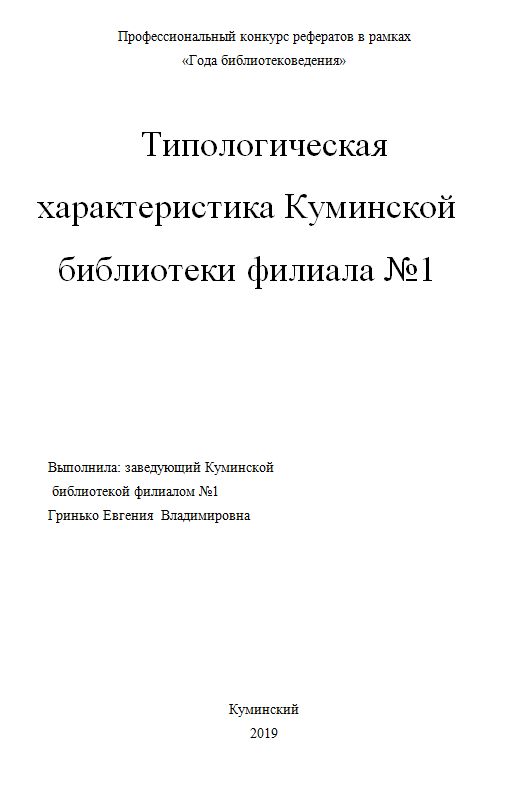 Профессиональный конкурс рефератов в рамках
«Года библиотековедения»
Типологическая
характеристика Куминской
библиотеки филиала №1
Выполнила: заведующий Куминской
библиотекой филиалом №1
Гринько Евгения Владимировна
Куминский
2019